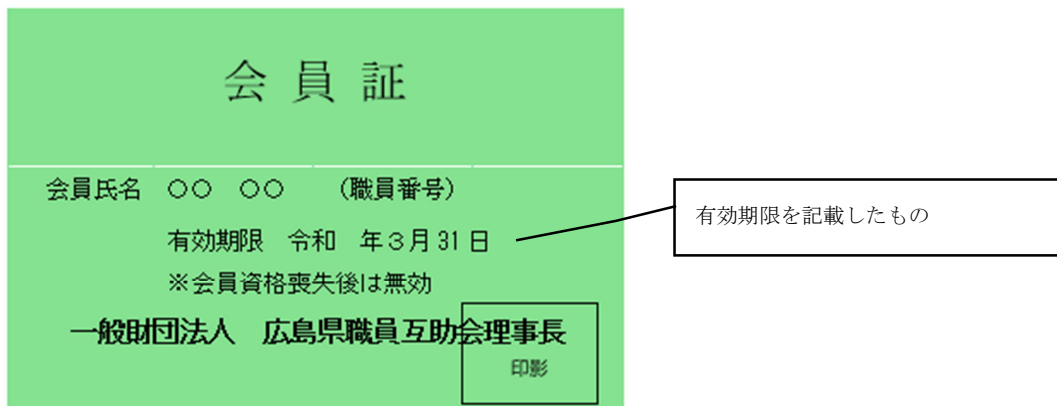 会員証
会員氏名 ○○ ○○ (職員番号)
有効期限 令和 年3月31日
※会員資格喪失後は無効
一般財団法人 広島県職員互助会理事長
印影
有効期限を記載したもの